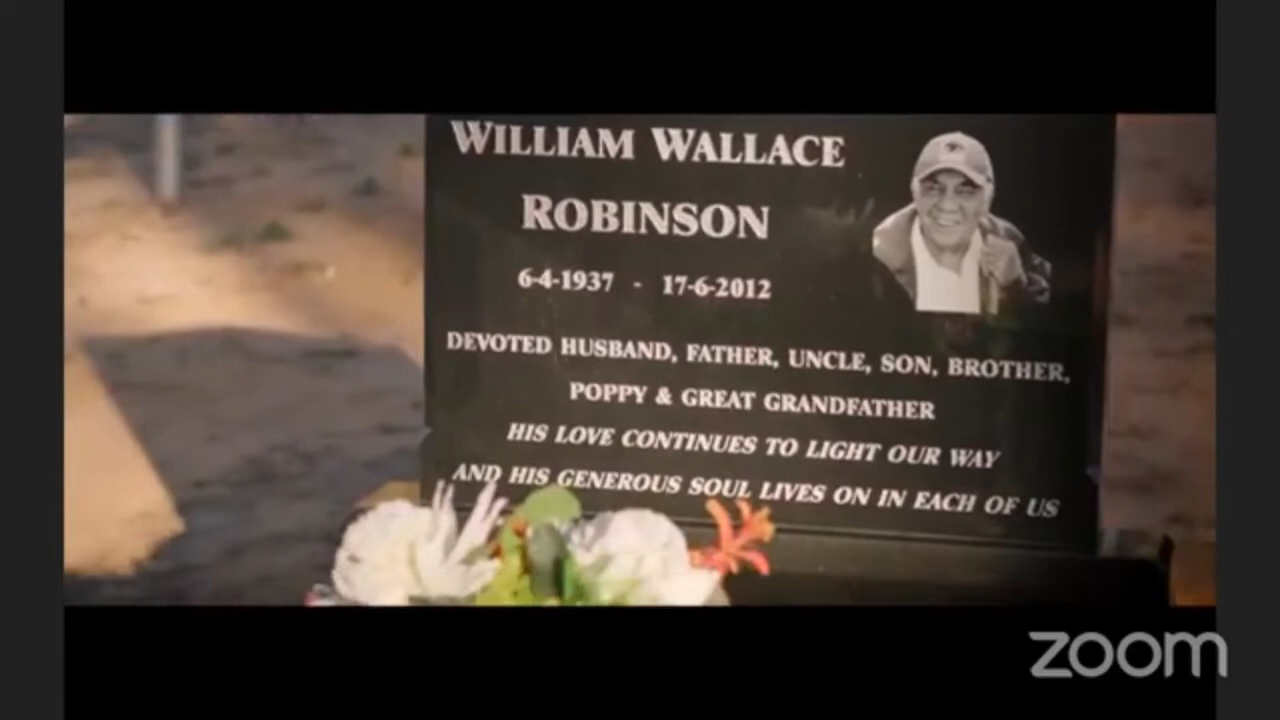 WILLIAM WALLACE
ROBINSON
6-4-1937 - 17-6-2012
DEVOTED HUSBAND, FATHER, UNCLE, SON, BROTHER,
POPPY & GREAT GRANDFATHER
HIS LOVE CONTINUES TO LIGHT OUR WAY
AND HIS GENEROUS SOUL LIVES ON IN EACH OF US
zoom